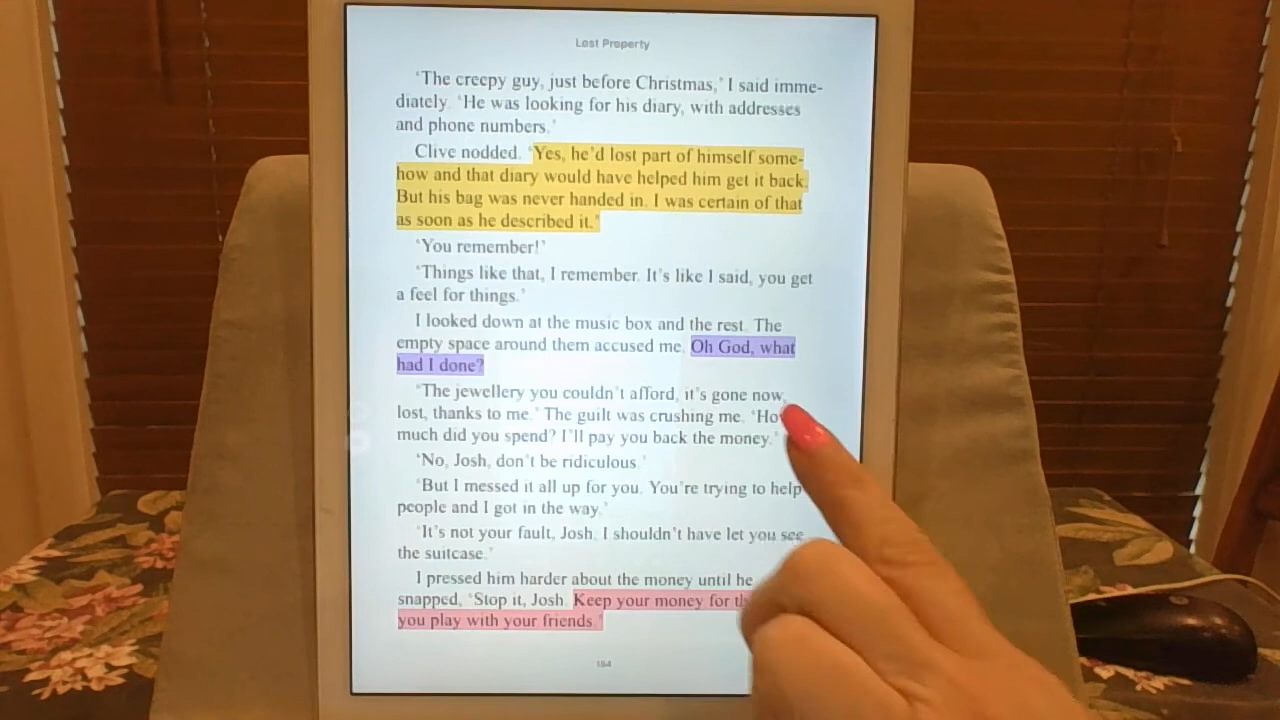 Lost Property
‘The creepy guy, just before Christmas,’ I said imme-
diately. ‘He was looking for his diary, with addresses
and phone numbers.’
Clive nodded. ‘Yes, he’d lost part of himself some-
how and that diary would have helped him get it back.
But his bag was never handed in. I was certain of that
as soon as he described it.’
‘You remember!’
‘Things like that, I remember. It’s like I said, you get
a feel for things.’
I looked down at the music box and the rest. The
empty space around them accused me. Oh God, what
had I done?
‘The jewellery you couldn’t afford, it’s gone now,
lost, thanks to me.’ The guilt was crushing me.
much did you spend? I’ll pay you back the money.’
‘No, Josh, don’t be ridiculous.’
‘But I messed it all up for you. You’re trying to help
people and I got in the way.’
‘It’s not your fault, Josh. I shouldn’t have let you see
the suitcase.’
I pressed him harder about the money until he
snapped, ‘Stop it, Josh. Keep your money for
you play with your friends.’
164